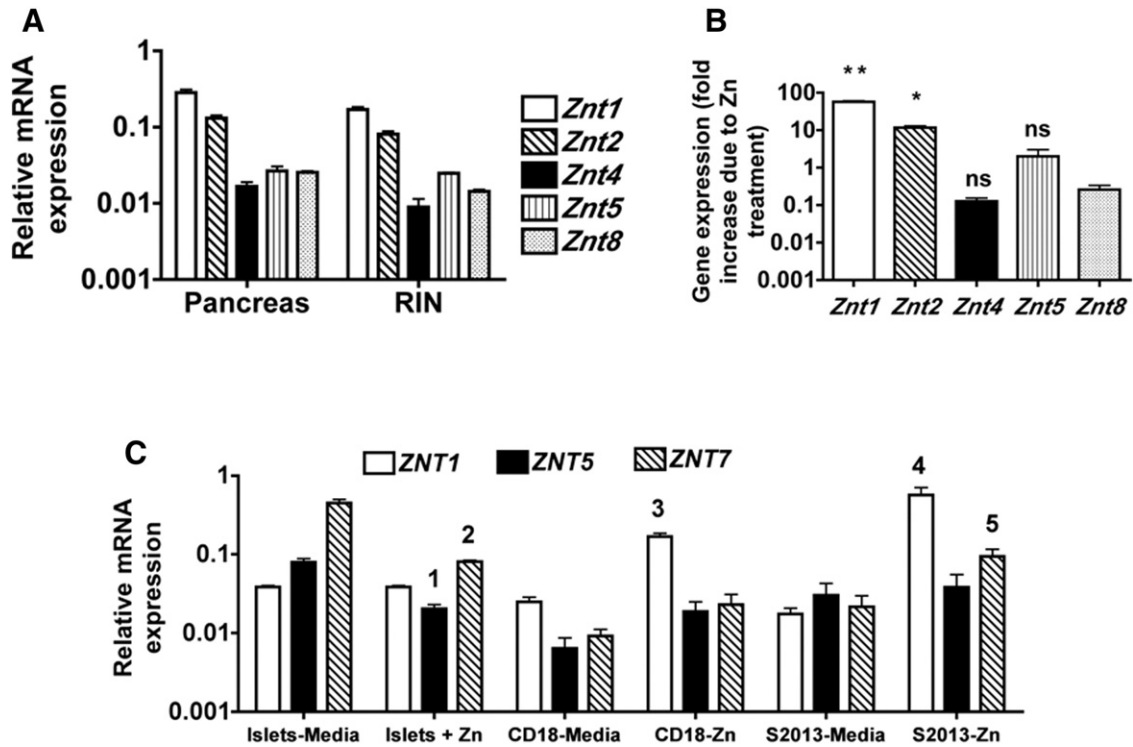 A
Relative mRNA
expression
1
0.1
0.01
0.001
Pancreas
RIN
Znt1
Znt2
Znt4
Znt5
Znt8
B
Gene expression (fold
increase due to Zn
treatment)
100
10
1
0.1
0.01
0.001
**
*
ns
ns
Znt1 Znt2 Znt4 Znt5 Znt8
C
ZNT1 ZNT5 ZNT7
Relative mRNA
expression
1
0.1
0.01
0.001
1
2
3
4
5
Islets-Media Islets + Zn CD18-Media CD18-Zn S2013-Media S2013-Zn